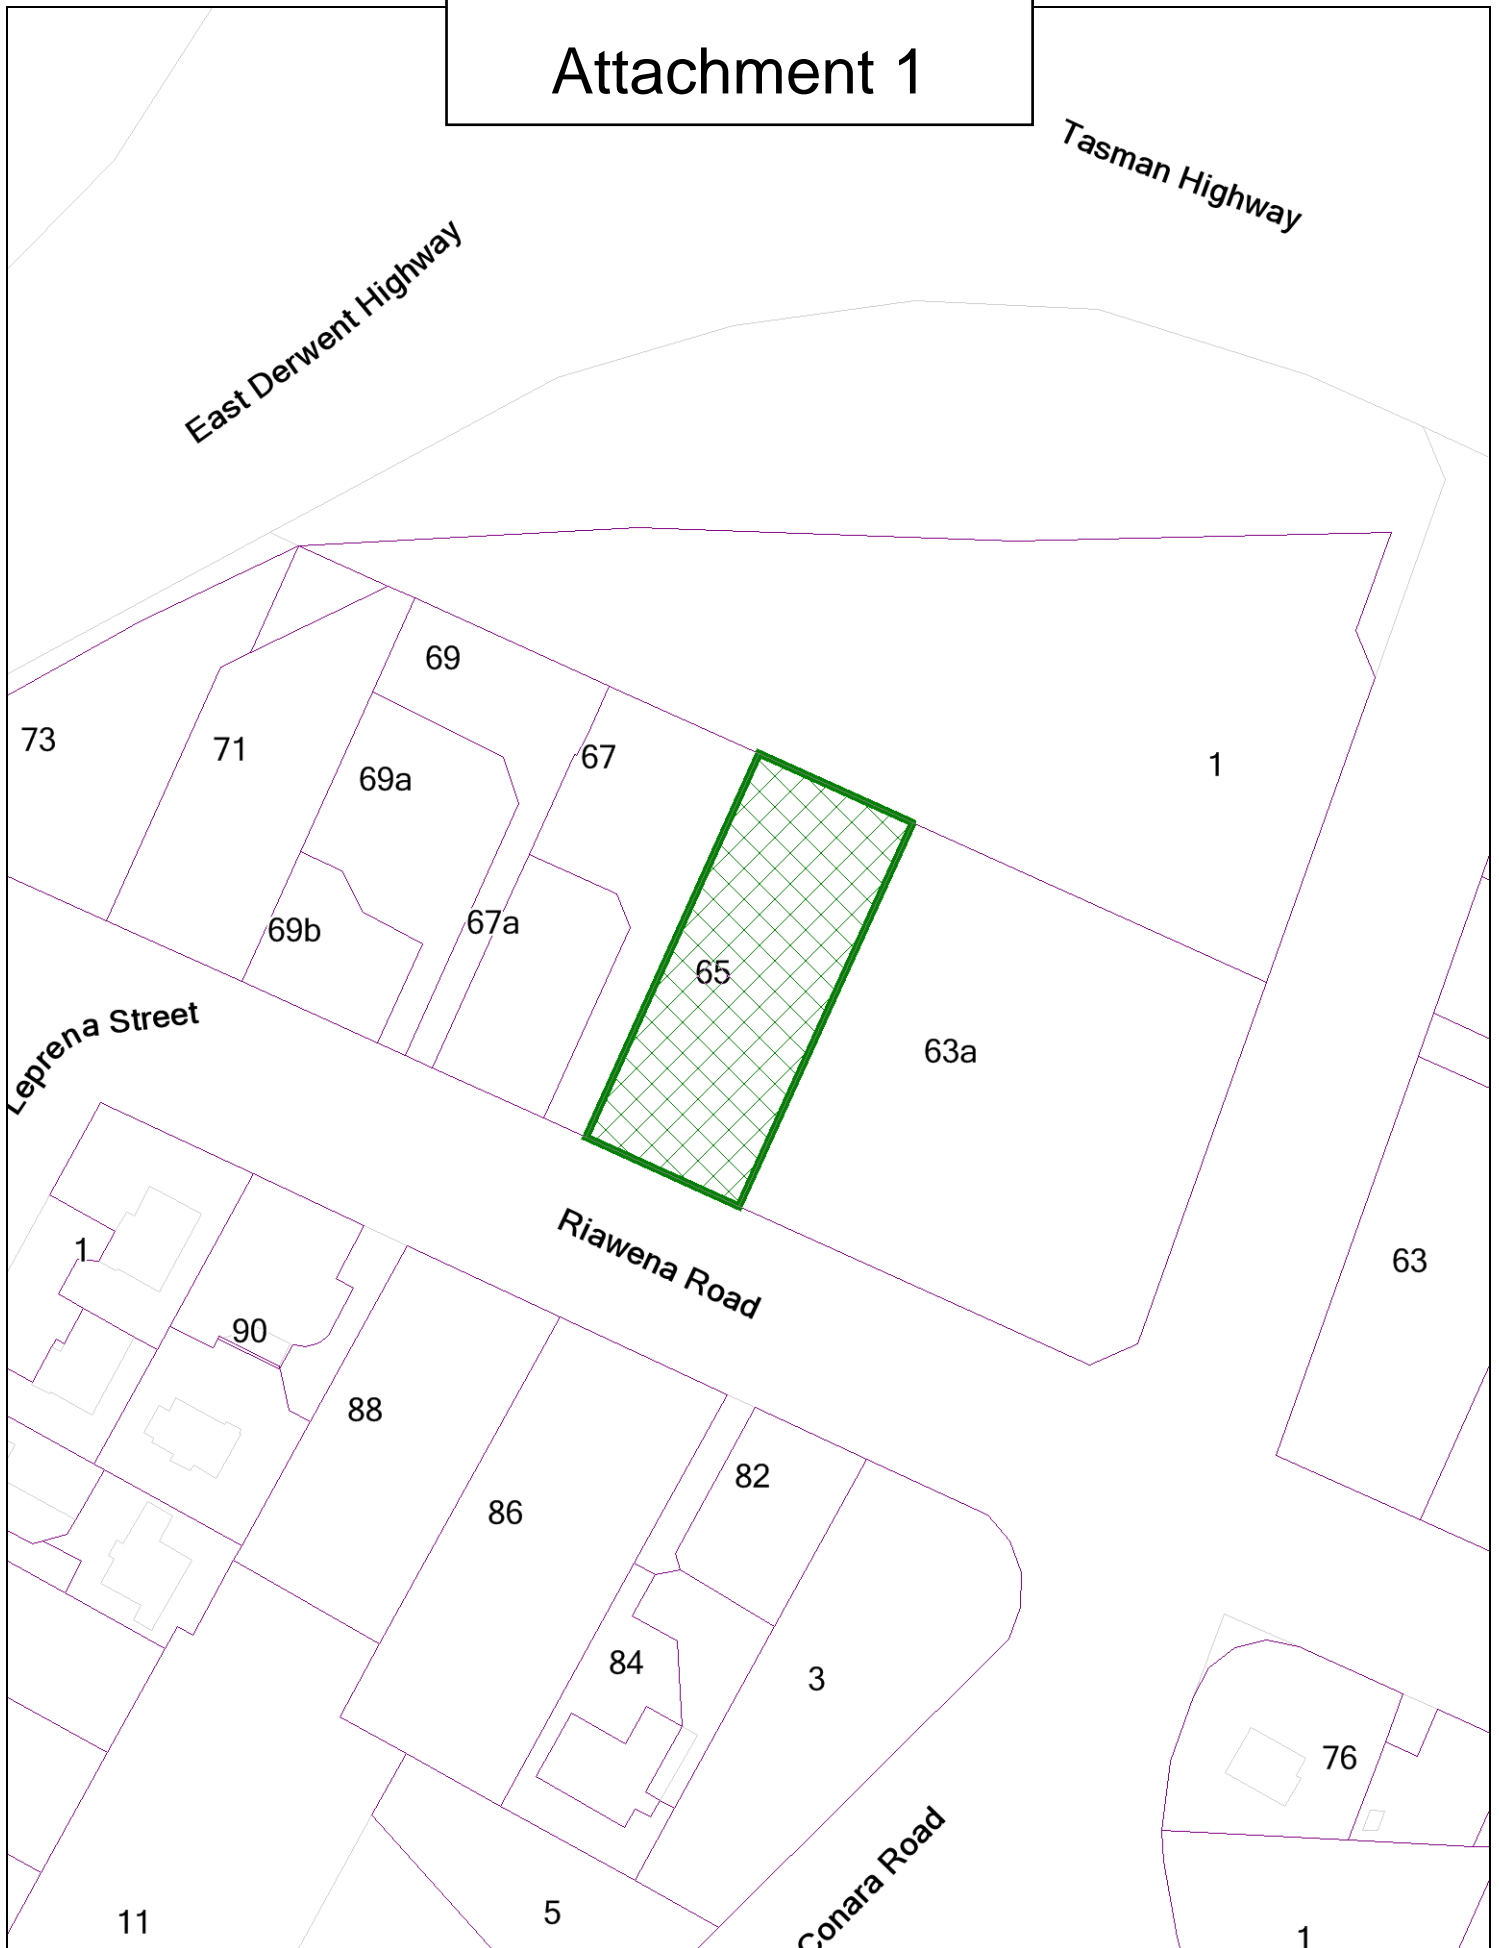 Attachment 1
Tasman Highway
East Derwent Highway
69
73
71
67
69a
1
67a
69b
65
Leprena Street
63a
Riawena Road
1
63
90
88
82
86
84
3
76
Conara Road
5
11
1